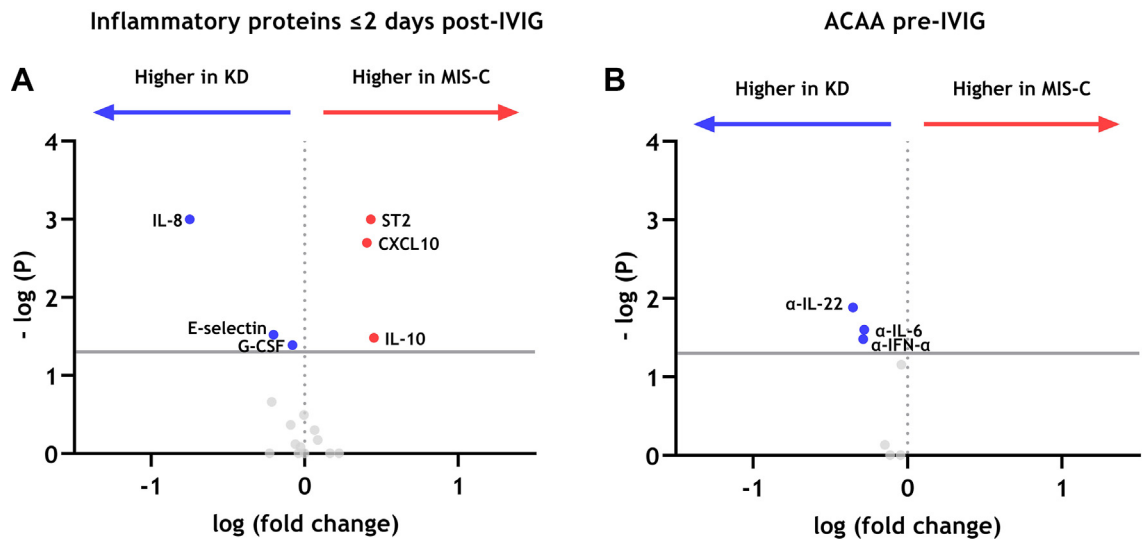 Inflammatory proteins ≤2 days post-IVIG
A
Higher in KD
Higher in MIS-C
4
3
2
1
0
- log (P)
IL-8
ST2
CXCL10
E-selectin
G-CSF
IL-10
-1
0
1
log (fold change)
ACAA pre-IVIG
B
Higher in KD
Higher in MIS-C
4
3
2
1
0
- log (P)
α-IL-22
α-IL-6
α-IFN-α
-1
0
1
log (fold change)